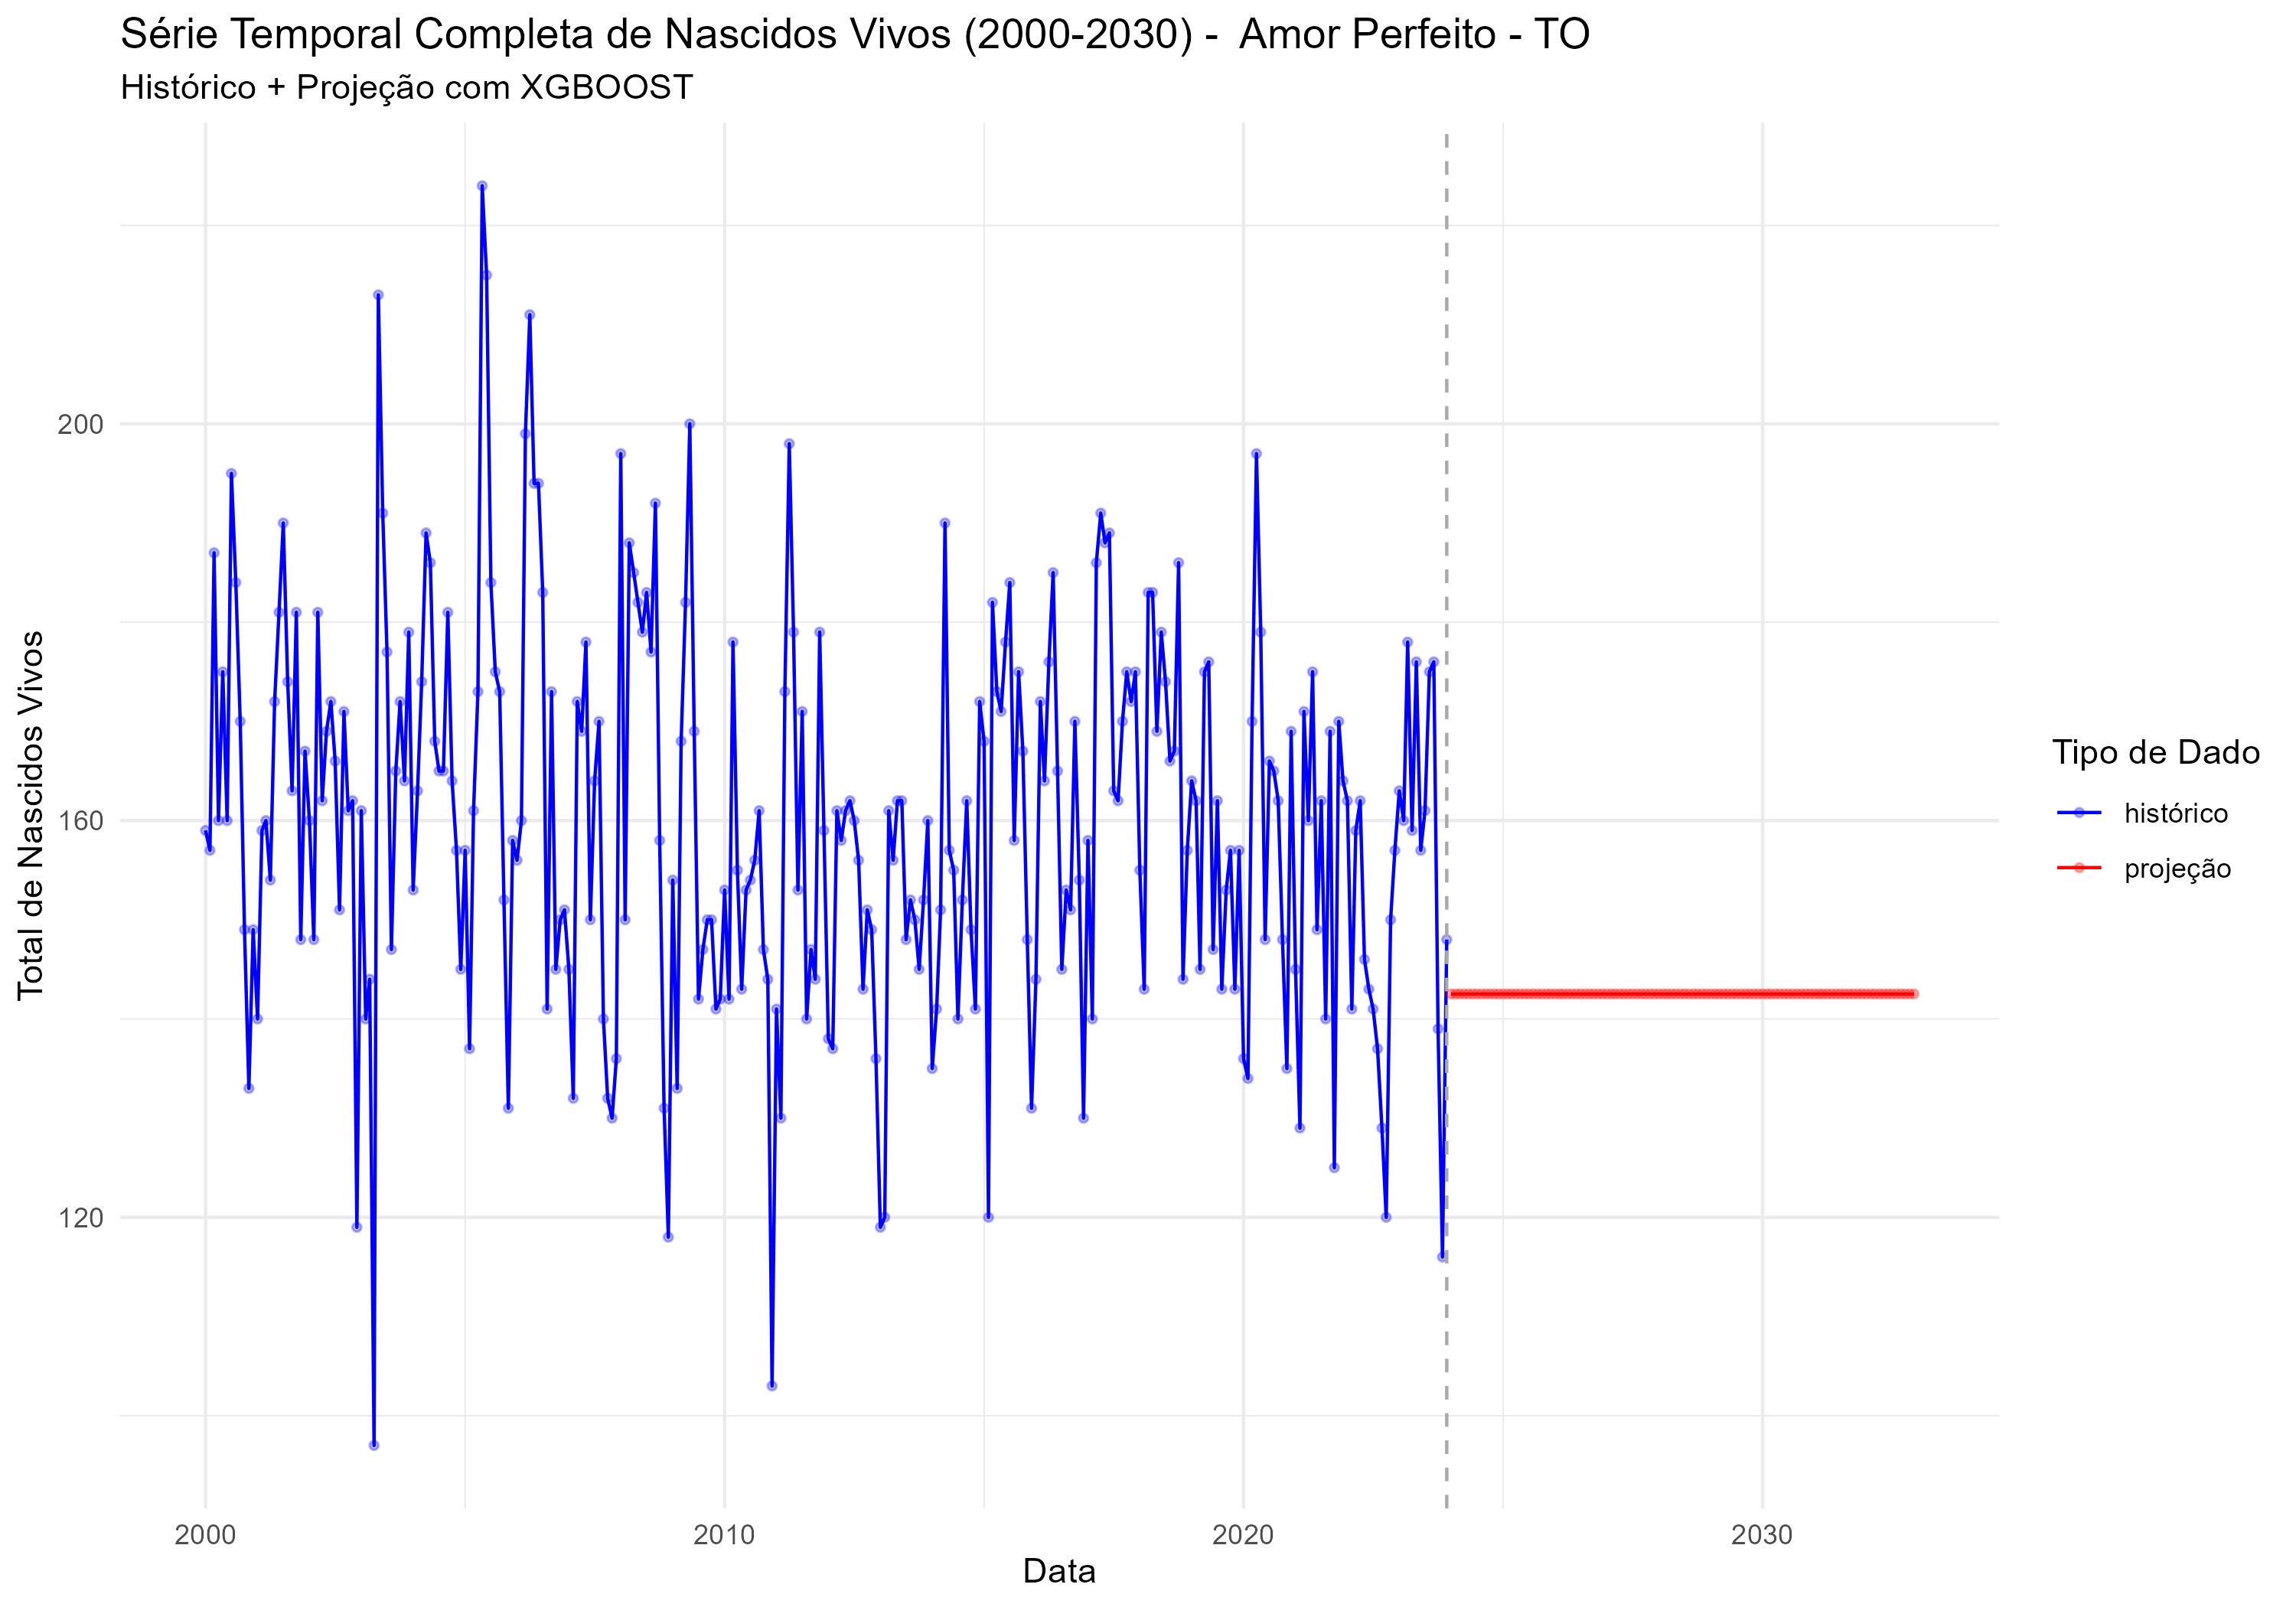 Série Temporal Completa de Nascidos Vivos (2000-2030) -  Amor Perfeito - TO
Histórico + Projeção com XGBOOST
Total de Nascidos Vivos
200
160
120
2000
2010
2020
2030
Data
Tipo de Dado
histórico
projeção